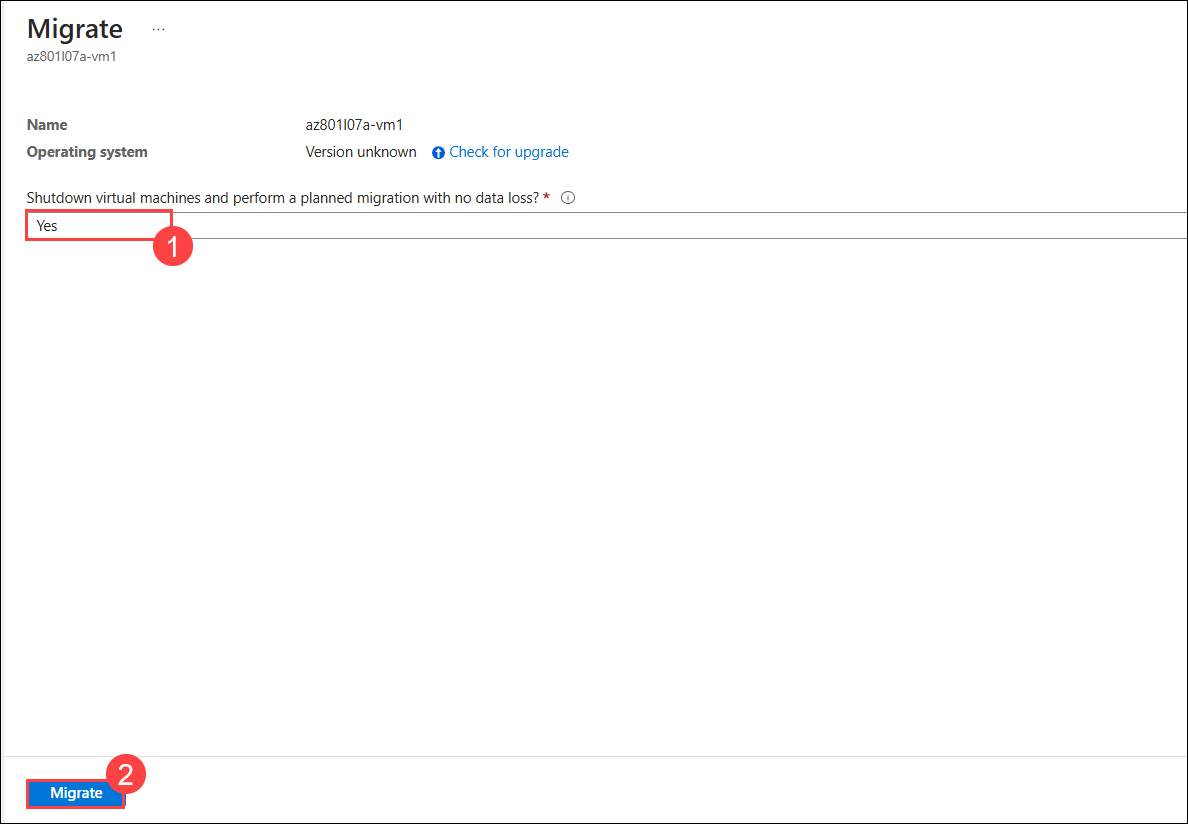 Migrate ...
az801l07a-vm1
Name az801l07a-vm1
Operating system Version unknown Check for upgrade
Shutdown virtual machines and perform a planned migration with no data loss? *
Yes
1
2
Migrate